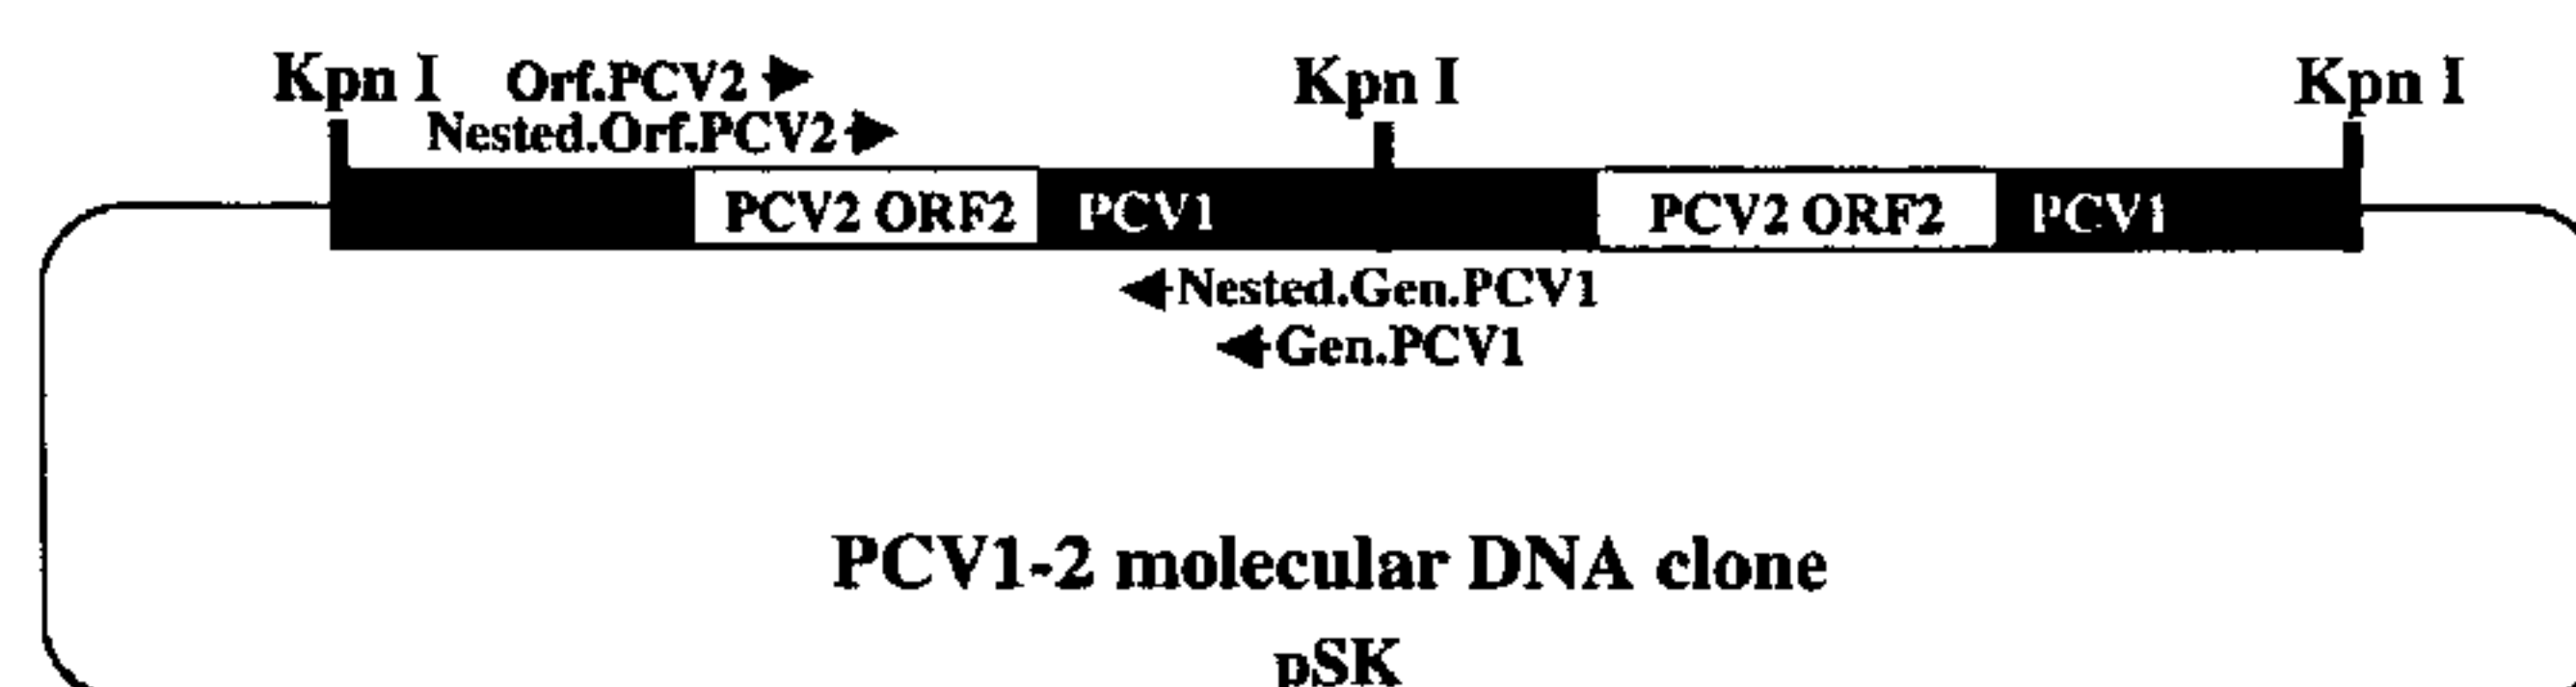 Kpn I Orf.PCV2 Kpn I Kpn I
Nested.Orf.PCV2
PCV2 ORF2 PCV1 PCV2 ORF2 PCV1
Nested.Gen.PCV1
Gen.PCV1
PCV1-2 molecular DNA clone
pSK